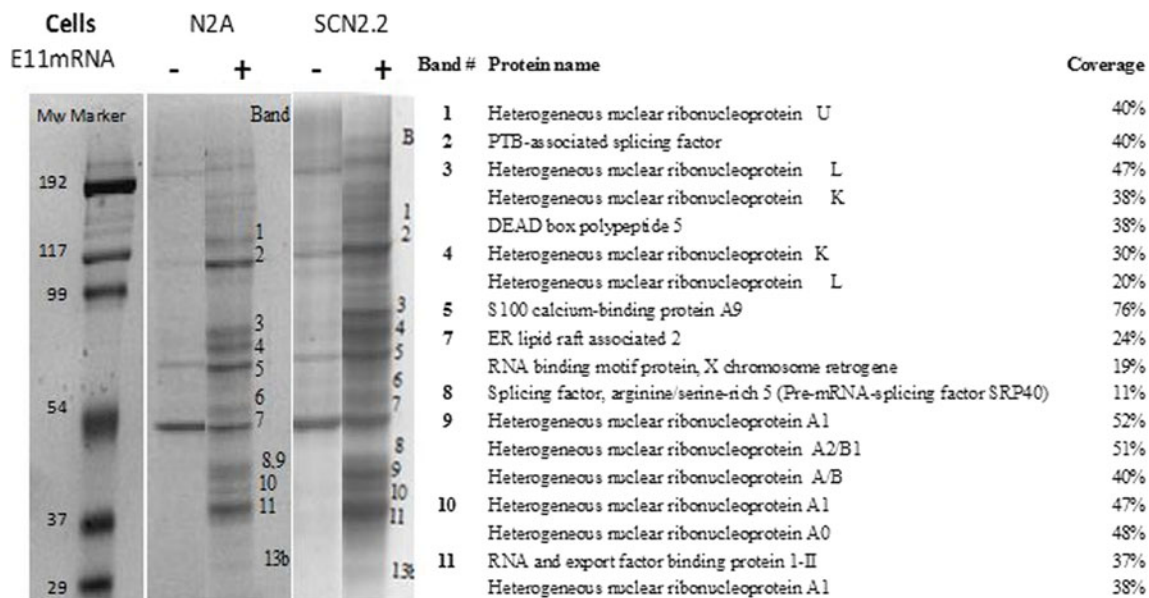 Cells N2A SCN2.2
E11mRNA - + - +
Band # Protein name Coverage
Mw Marker Band B
192
117
99
54
37
29
1
2
3
4
5
6
7
8,9
10
11
13b
1
2
3
4
5
6
7
8
9
10
11
13b
1 Heterogeneous nuclear ribonucleoprotein U 40%
2 PTB-associated splicing factor 40%
3 Heterogeneous nuclear ribonucleoprotein L 47%
Heterogeneous nuclear ribonucleoprotein K 38%
DEAD box polypeptide 5 38%
4 Heterogeneous nuclear ribonucleoprotein K 30%
Heterogeneous nuclear ribonucleoprotein L 20%
5 S100 calcium-binding protein A9 76%
7 ER lipid raft associated 2 24%
RNA binding motif protein, X chromosome retrogene 19%
8 Splicing factor, arginine/serine-rich 5 (Pre-mRNA-splicing factor SRP40) 11%
9 Heterogeneous nuclear ribonucleoprotein A1 52%
Heterogeneous nuclear ribonucleoprotein A2/B1 51%
Heterogeneous nuclear ribonucleoprotein A/B 40%
10 Heterogeneous nuclear ribonucleoprotein A1 47%
Heterogeneous nuclear ribonucleoprotein A0 48%
11 RNA and export factor binding protein 1-II 37%
Heterogeneous nuclear ribonucleoprotein A1 38%